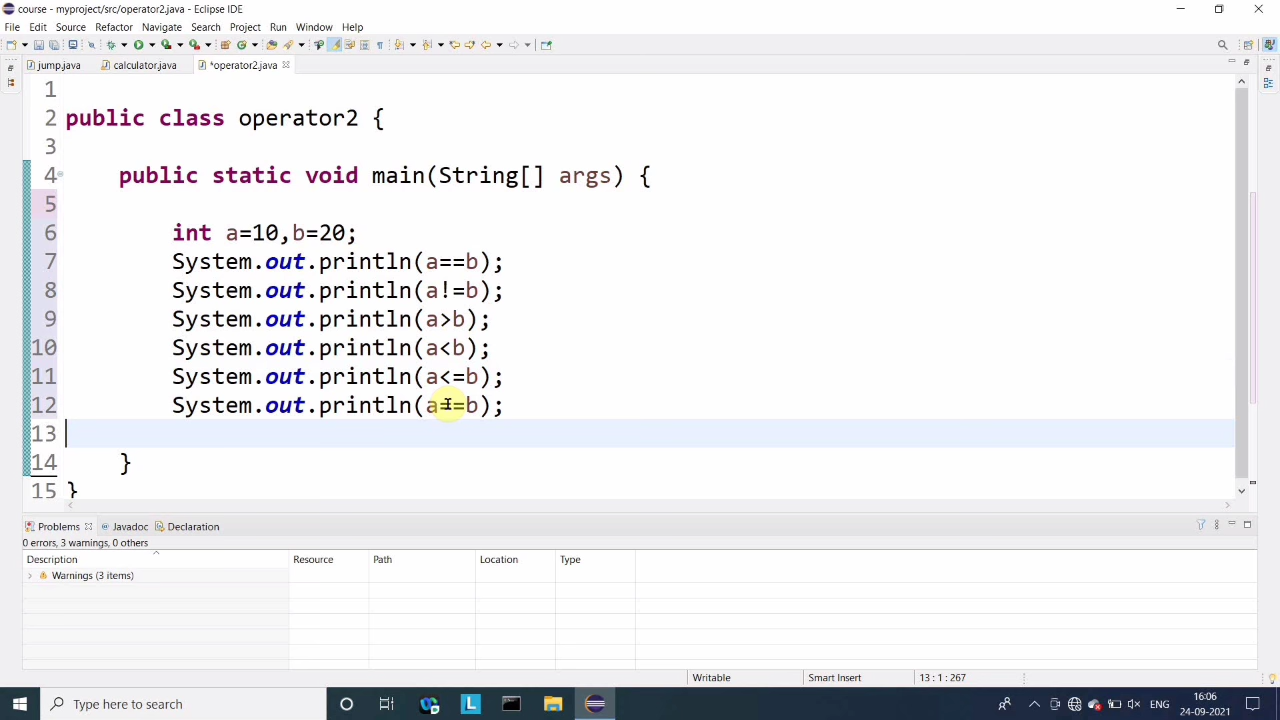 course - myproject/src/operator2.java - Eclipse IDE
File Edit Source Refactor Navigate Search Project Run Window Help
jump.java calculator.java *operator2.java
1
2 public class operator2 {
3
4 public static void main(String[] args) {
5
6 int a=10,b=20;
7 System.out.println(a==b);
8 System.out.println(a!=b);
9 System.out.println(a>b);
10 System.out.println(a<b);
11 System.out.println(a<=b);
12 System.out.println(a==b);
13
14 }
15 }
Problems Javadoc Declaration
0 errors, 3 warnings, 0 others
Description Resource Path Location Type
Warnings (3 items)
Writable Smart Insert 13 : 1 : 267
Type here to search
L
ENG
16:06
24-09-2021